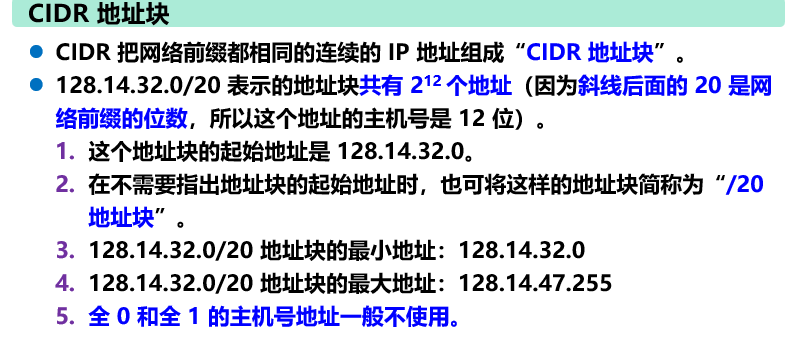 CIDR 地址块
CIDR 把网络前缀都相同的连续的 IP 地址组成“CIDR 地址块”。
128.14.32.0/20 表示的地址块共有 2¹² 个地址（因为斜线后面的 20 是网
络前缀的位数，所以这个地址的主机号是 12 位）。
1. 这个地址块的起始地址是 128.14.32.0。
2. 在不需要指出地址块的起始地址时，也可将这样的地址块简称为“/20
地址块”。
3. 128.14.32.0/20 地址块的最小地址：128.14.32.0
4. 128.14.32.0/20 地址块的最大地址：128.14.47.255
5. 全 0 和全 1 的主机号地址一般不使用。